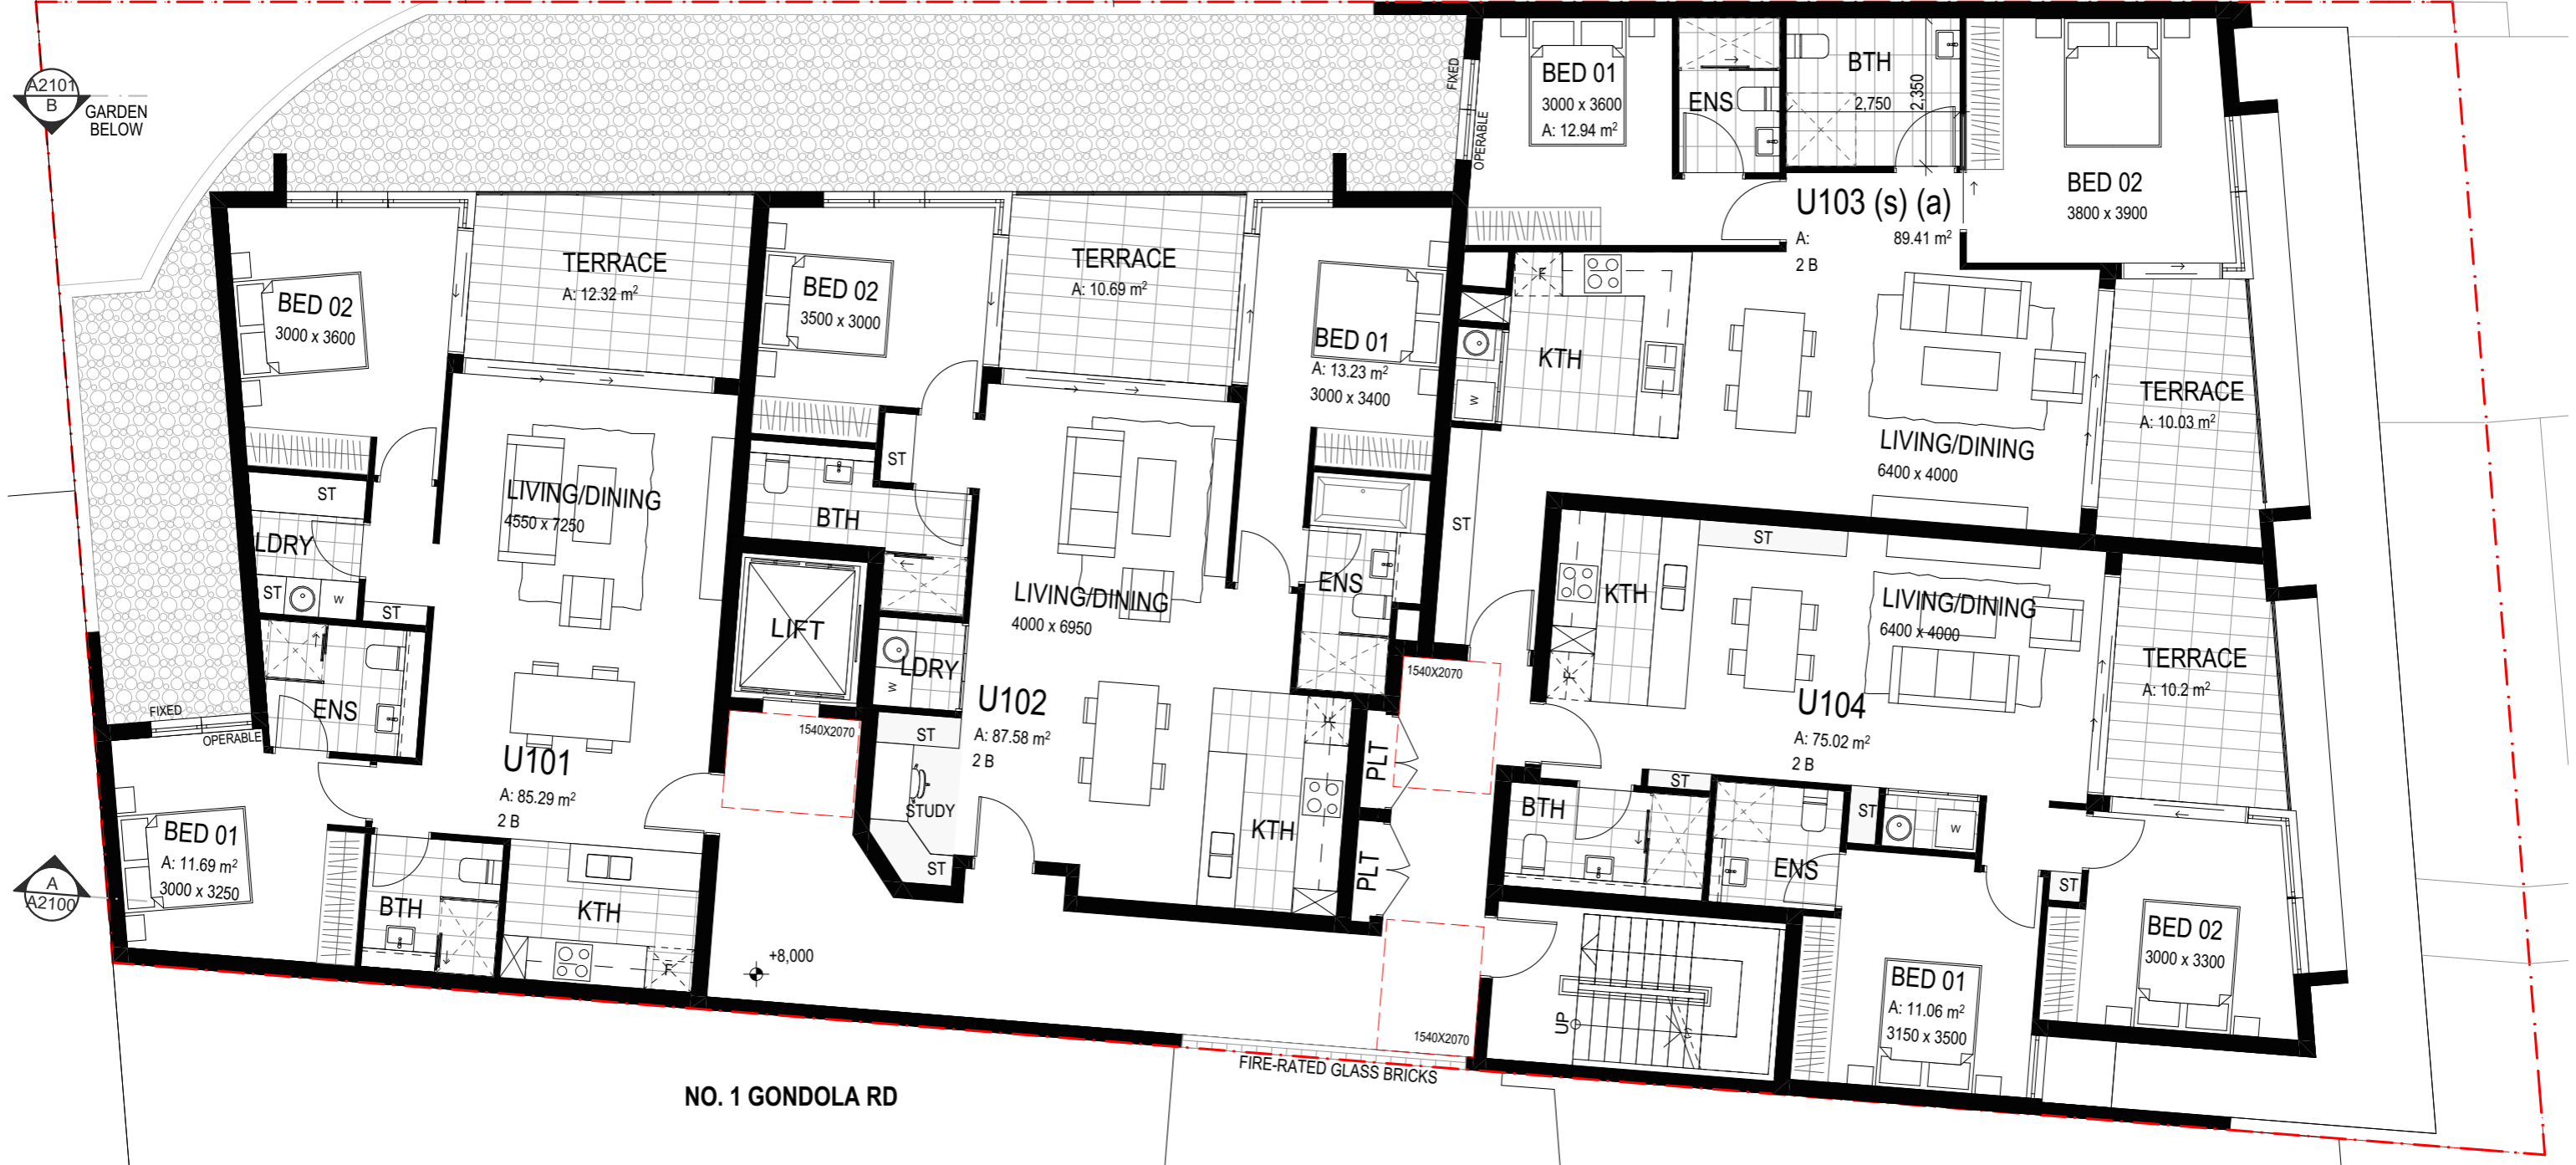 A2101
B
GARDEN
BELOW
FIXED
OPERABLE
BED 01
3000 x 3600
A: 12.94 m²
ENS
BTH
2,750
2,350
BED 02
3800 x 3900
U103 (s) (a)
A: 89.41 m²
2 B
TERRACE
A: 12.32 m²
BED 02
3000 x 3600
BED 02
3500 x 3000
TERRACE
A: 10.69 m²
BED 01
A: 13.23 m²
3000 x 3400
F
KTH
W
TERRACE
A: 10.03 m²
LIVING/DINING
6400 x 4000
ST
LDRY
ST
W
ST
LIVING/DINING
4550 x 7250
ST
BTH
LIFT
LDRY
W
LIVING/DINING
4000 x 6950
ENS
ST
KTH
F
ST
LIVING/DINING
6400 x 4000
TERRACE
A: 10.2 m²
FIXED
OPERABLE
ENS
U101
A: 85.29 m²
2 B
1540X2070
ST
STUDY
ST
U102
A: 87.58 m²
2 B
F
KTH
PLT
PLT
1540X2070
U104
A: 75.02 m²
2 B
BTH
ST
ENS
ST
W
BED 01
A: 11.69 m²
3000 x 3250
BTH
KTH
F
A
A2100
+8,000
1540X2070
UP
BED 01
A: 11.06 m²
3150 x 3500
ST
BED 02
3000 x 3300
FIRE-RATED GLASS BRICKS
NO. 1 GONDOLA RD